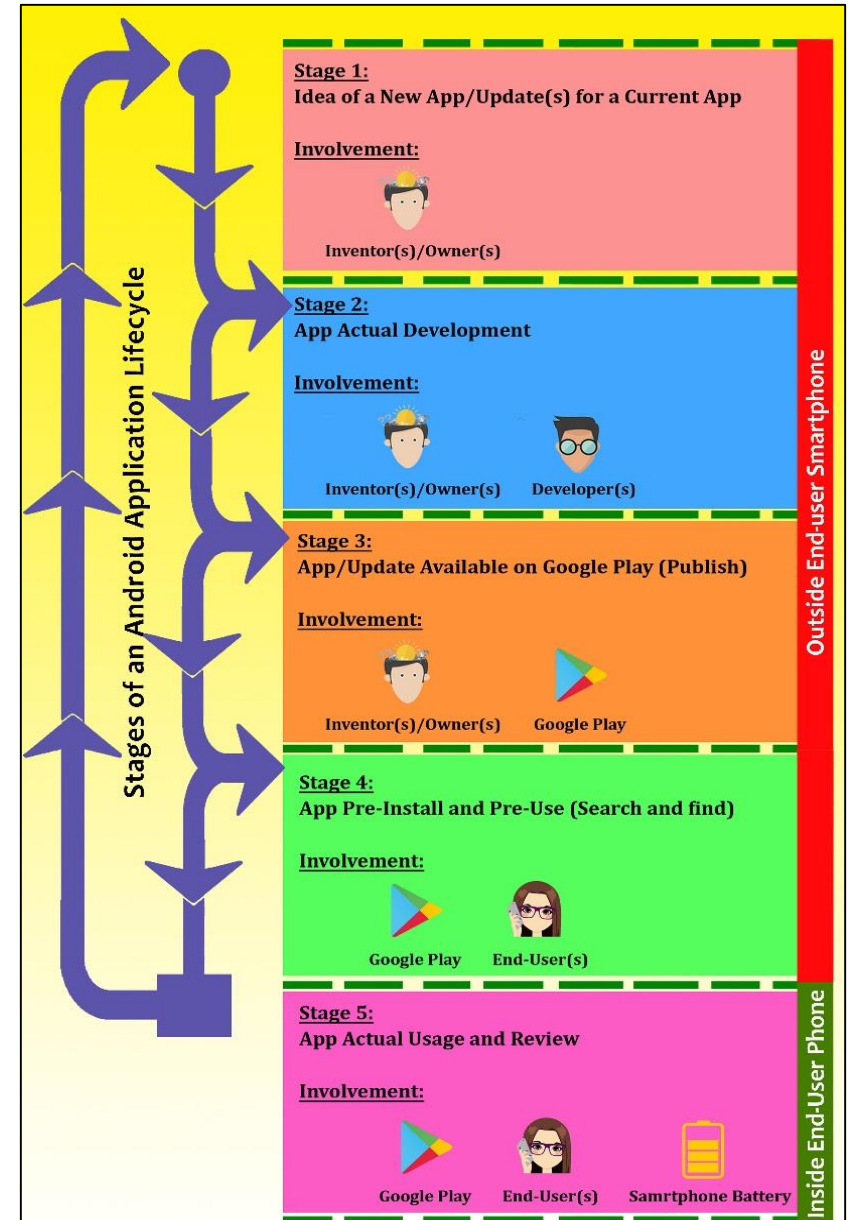 Stages of an Android Application Lifecycle
Stage 1:
Idea of a New App/Update(s) for a Current App
Involvement:
Inventor(s)/Owner(s)
Stage 2:
App Actual Development
Involvement:
Inventor(s)/Owner(s) Developer(s)
Stage 3:
App/Update Available on Google Play (Publish)
Involvement:
Inventor(s)/Owner(s) Google Play
Stage 4:
App Pre-Install and Pre-Use (Search and find)
Involvement:
Google Play End-User(s)
Stage 5:
App Actual Usage and Review
Involvement:
Google Play End-User(s) Samrtphone Battery
Outside End-user Smartphone
Inside End-User Phone